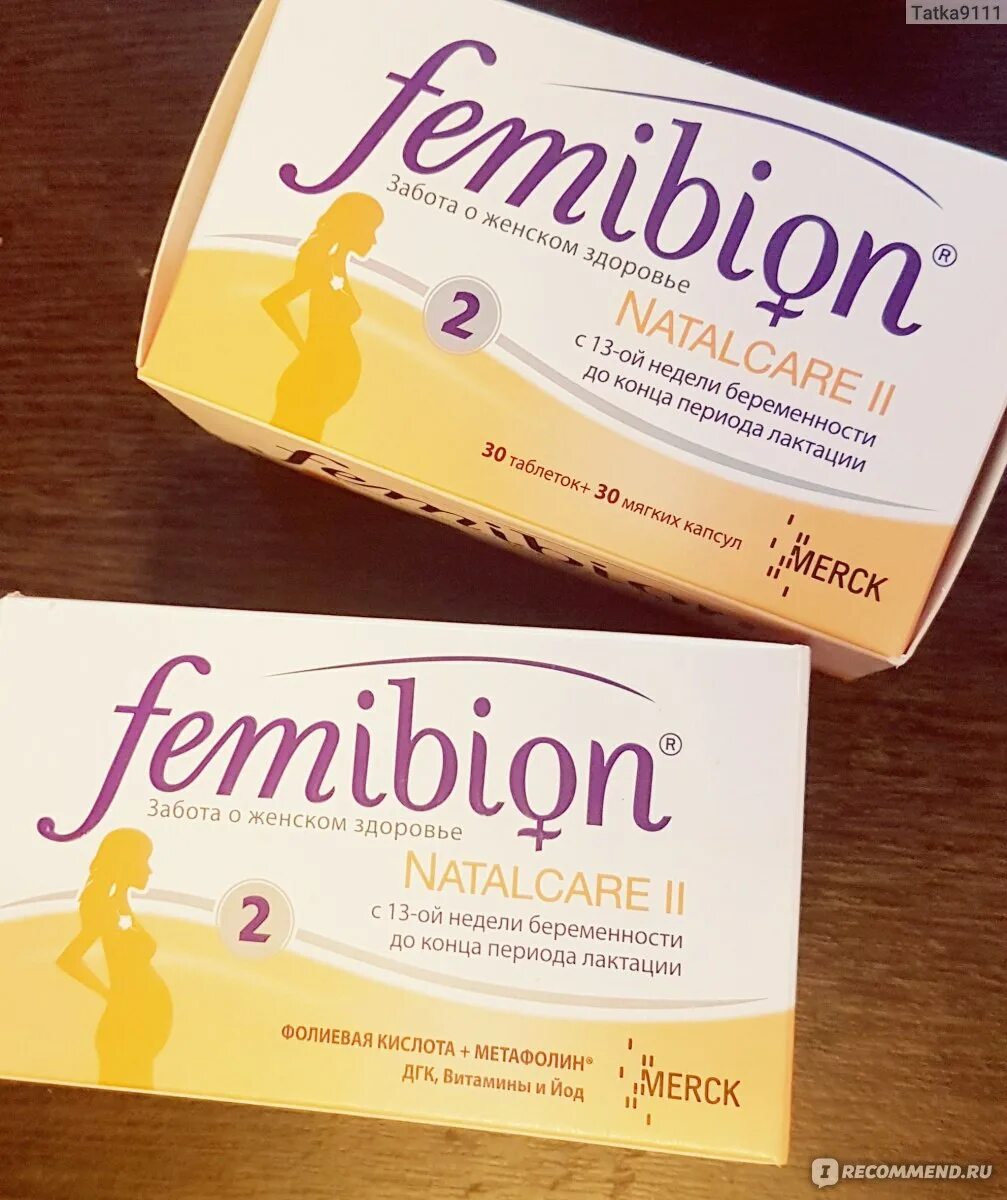 Tatka9111
femibion®
Забота о женском здоровье
2
NATALCARE II
с 13-ой недели беременности
до конца периода лактации
30 таблеток+ 30 мягких капсул
MERCK
femibion
femibion®
Забота о женском здоровье
2
NATALCARE II
с 13-ой недели беременности
до конца периода лактации
ФОЛИЕВАЯ КИСЛОТА + МЕТАФОЛИН®
ДГК, Витамины и Йод
MERCK
IRECOMMEND.RU